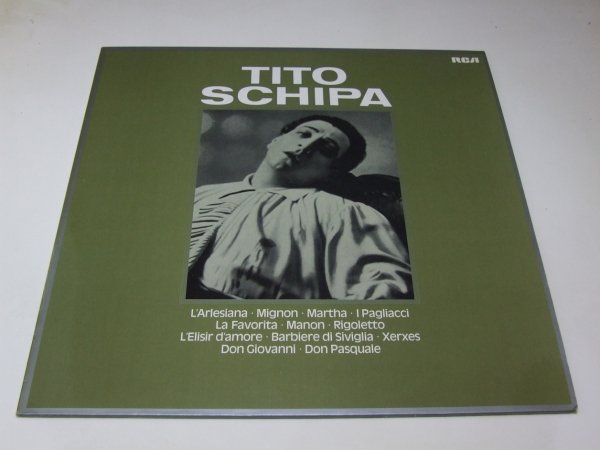 RCA
TITO
SCHIPA
L'Arlesiana · Mignon · Martha · I Pagliacci
La Favorita · Manon · Rigoletto
L'Elisir d'amore · Barbiere di Siviglia · Xerxes
Don Giovanni · Don Pasquale